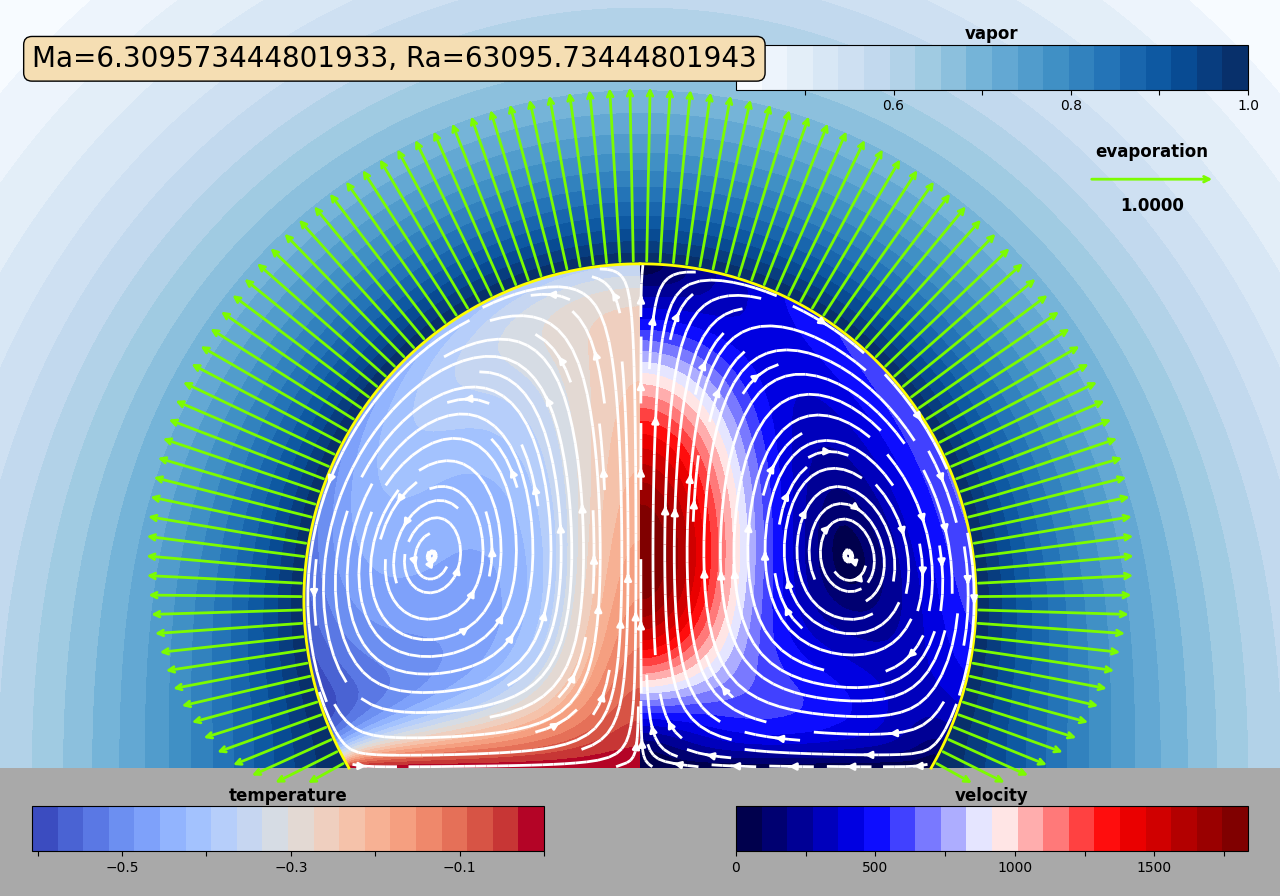 vapor
Ma=6.309573444801933, Ra=63095.73444801943
0.6 0.8 1.0
evaporation
1.0000
temperature velocity
−0.5 −0.3 −0.1 0 500 1000 1500